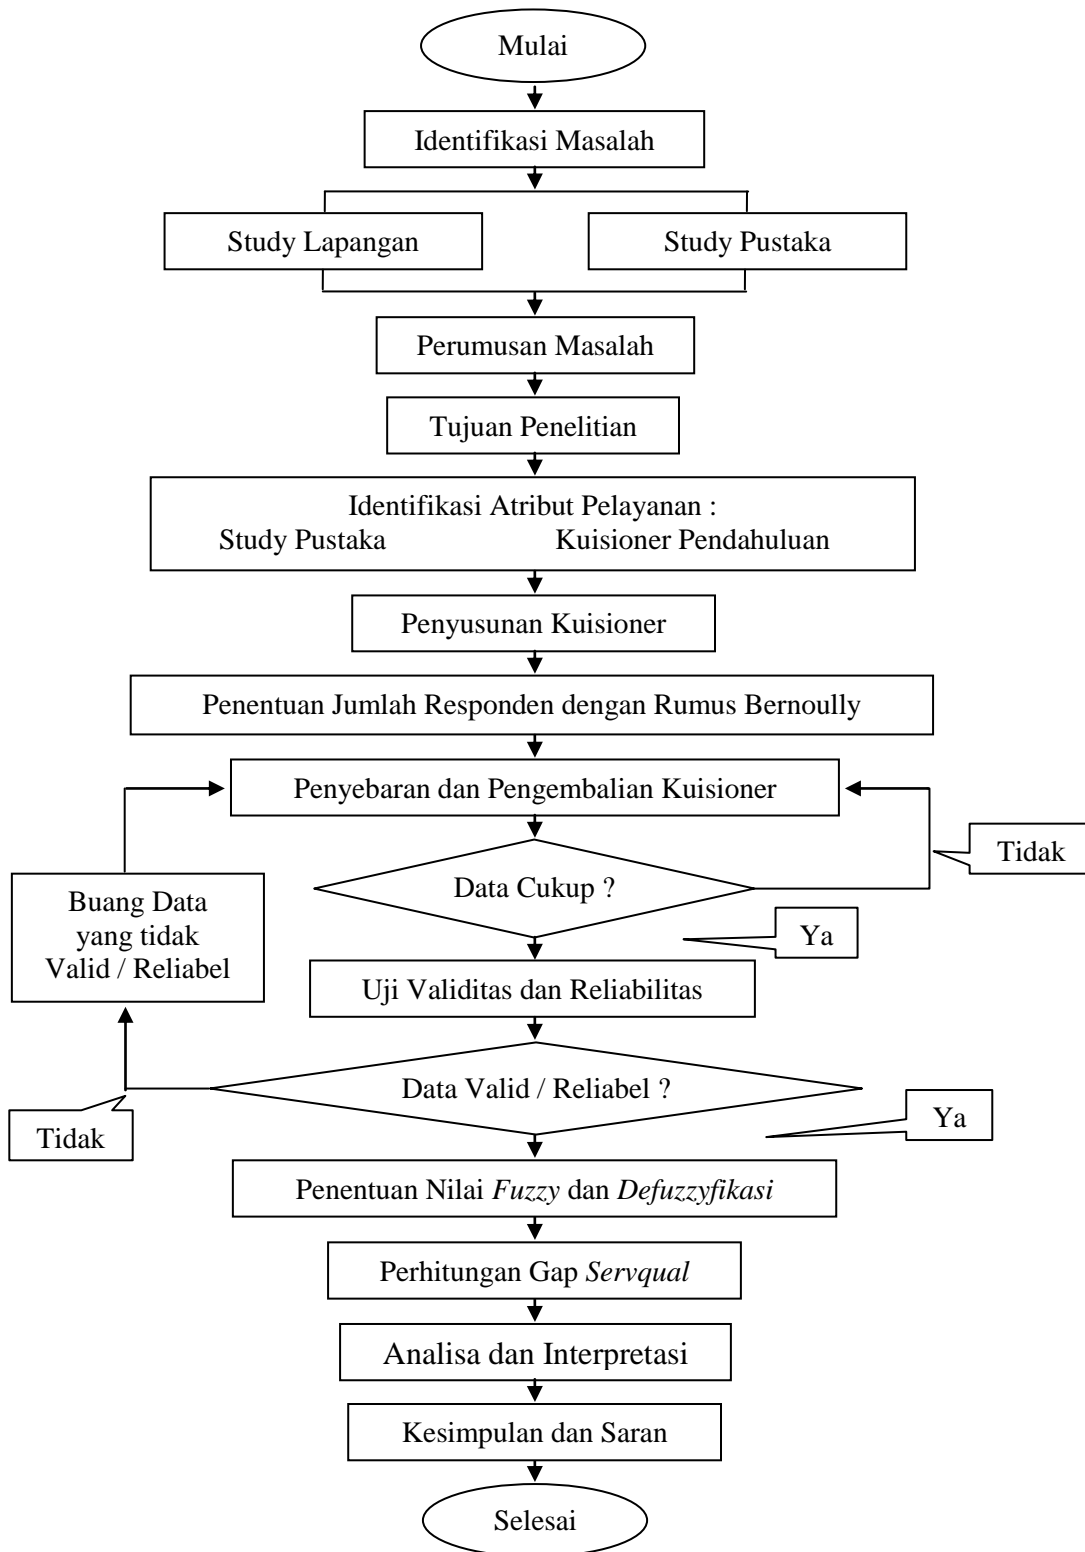 Mulai
Identifikasi Masalah
Study Lapangan
Study Pustaka
Perumusan Masalah
Tujuan Penelitian
Identifikasi Atribut Pelayanan :
Study Pustaka Kuisioner Pendahuluan
Penyusunan Kuisioner
Penentuan Jumlah Responden dengan Rumus Bernoully
Penyebaran dan Pengembalian Kuisioner
Tidak
Data Cukup ?
Buang Data
yang tidak
Valid / Reliabel
Ya
Uji Validitas dan Reliabilitas
Data Valid / Reliabel ?
Tidak
Ya
Penentuan Nilai Fuzzy dan Defuzzyfikasi
Perhitungan Gap Servqual
Analisa dan Interpretasi
Kesimpulan dan Saran
Selesai